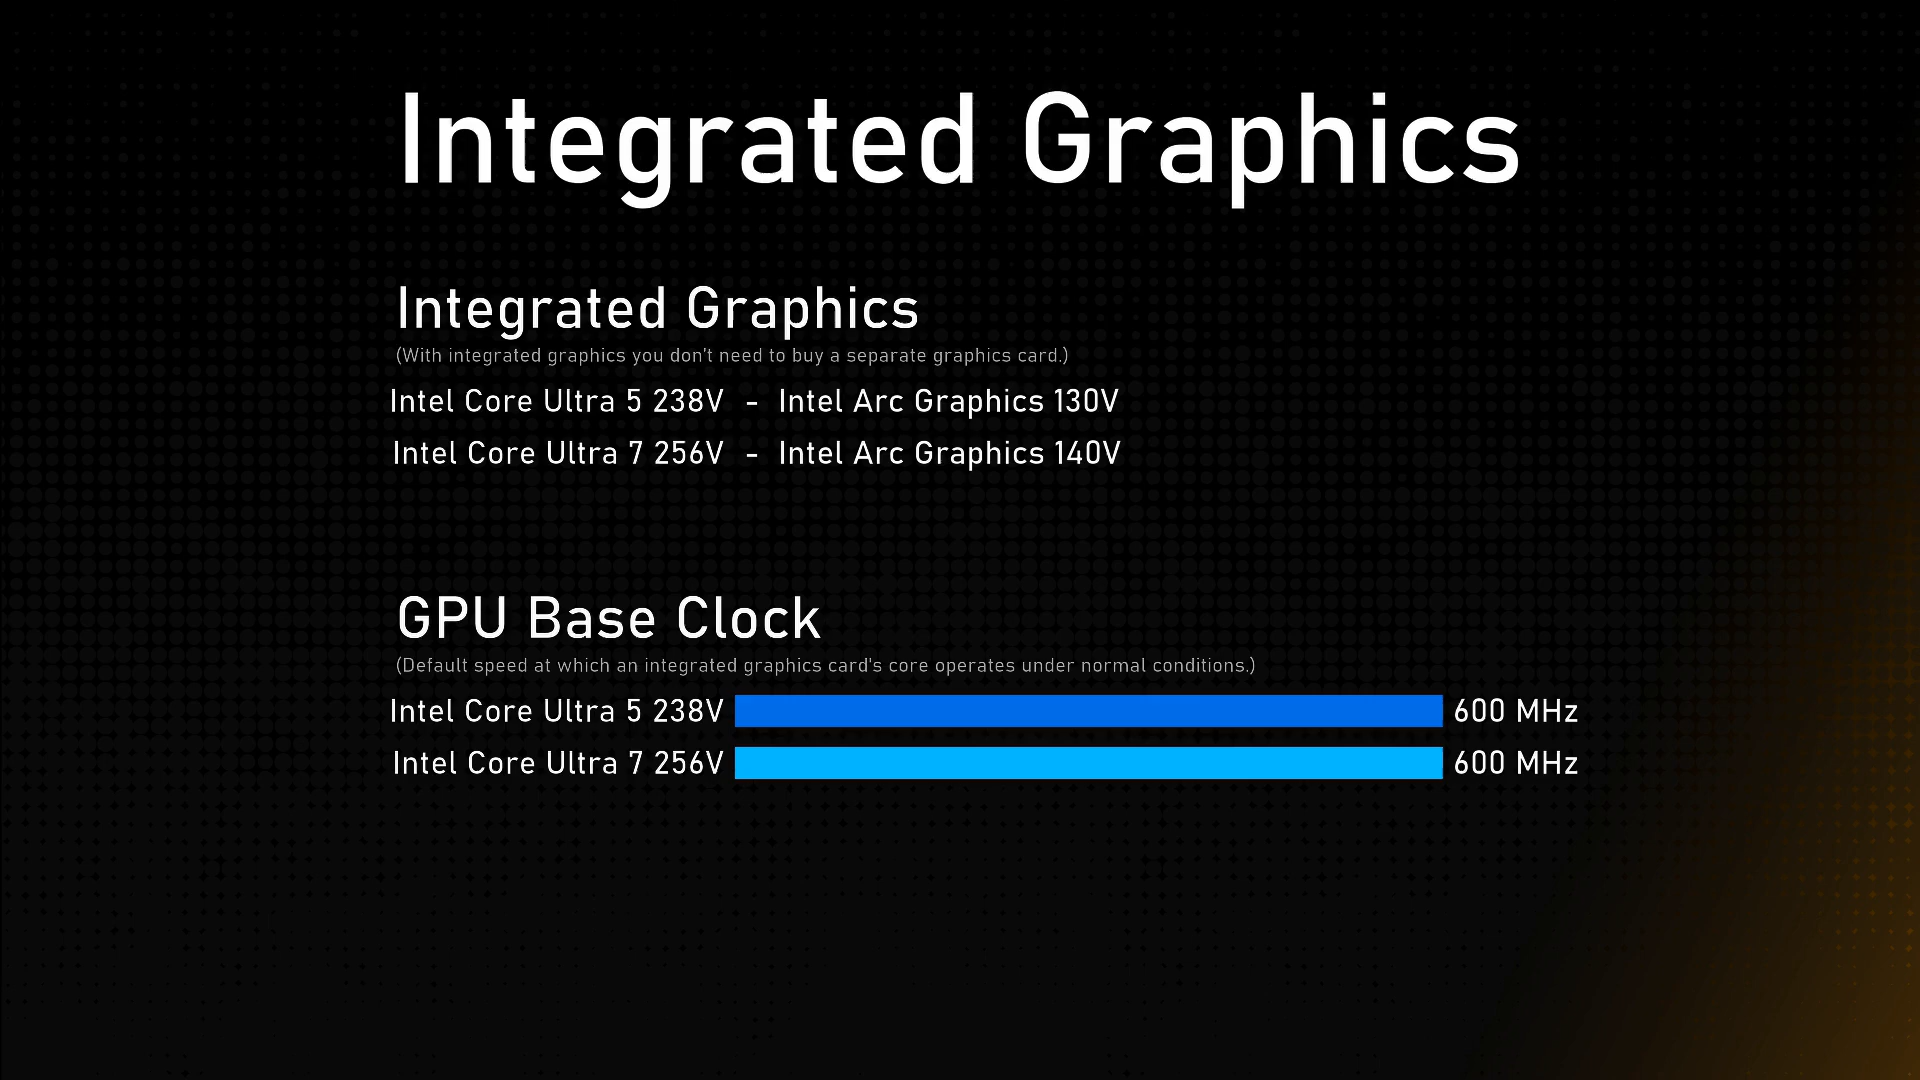 Integrated Graphics
Integrated Graphics
(With integrated graphics you don't need to buy a separate graphics card.)
Intel Core Ultra 5 238V - Intel Arc Graphics 130V
Intel Core Ultra 7 256V - Intel Arc Graphics 140V
GPU Base Clock
(Default speed at which an integrated graphics card's core operates under normal conditions.)
Intel Core Ultra 5 238V 600 MHz
Intel Core Ultra 7 256V 600 MHz